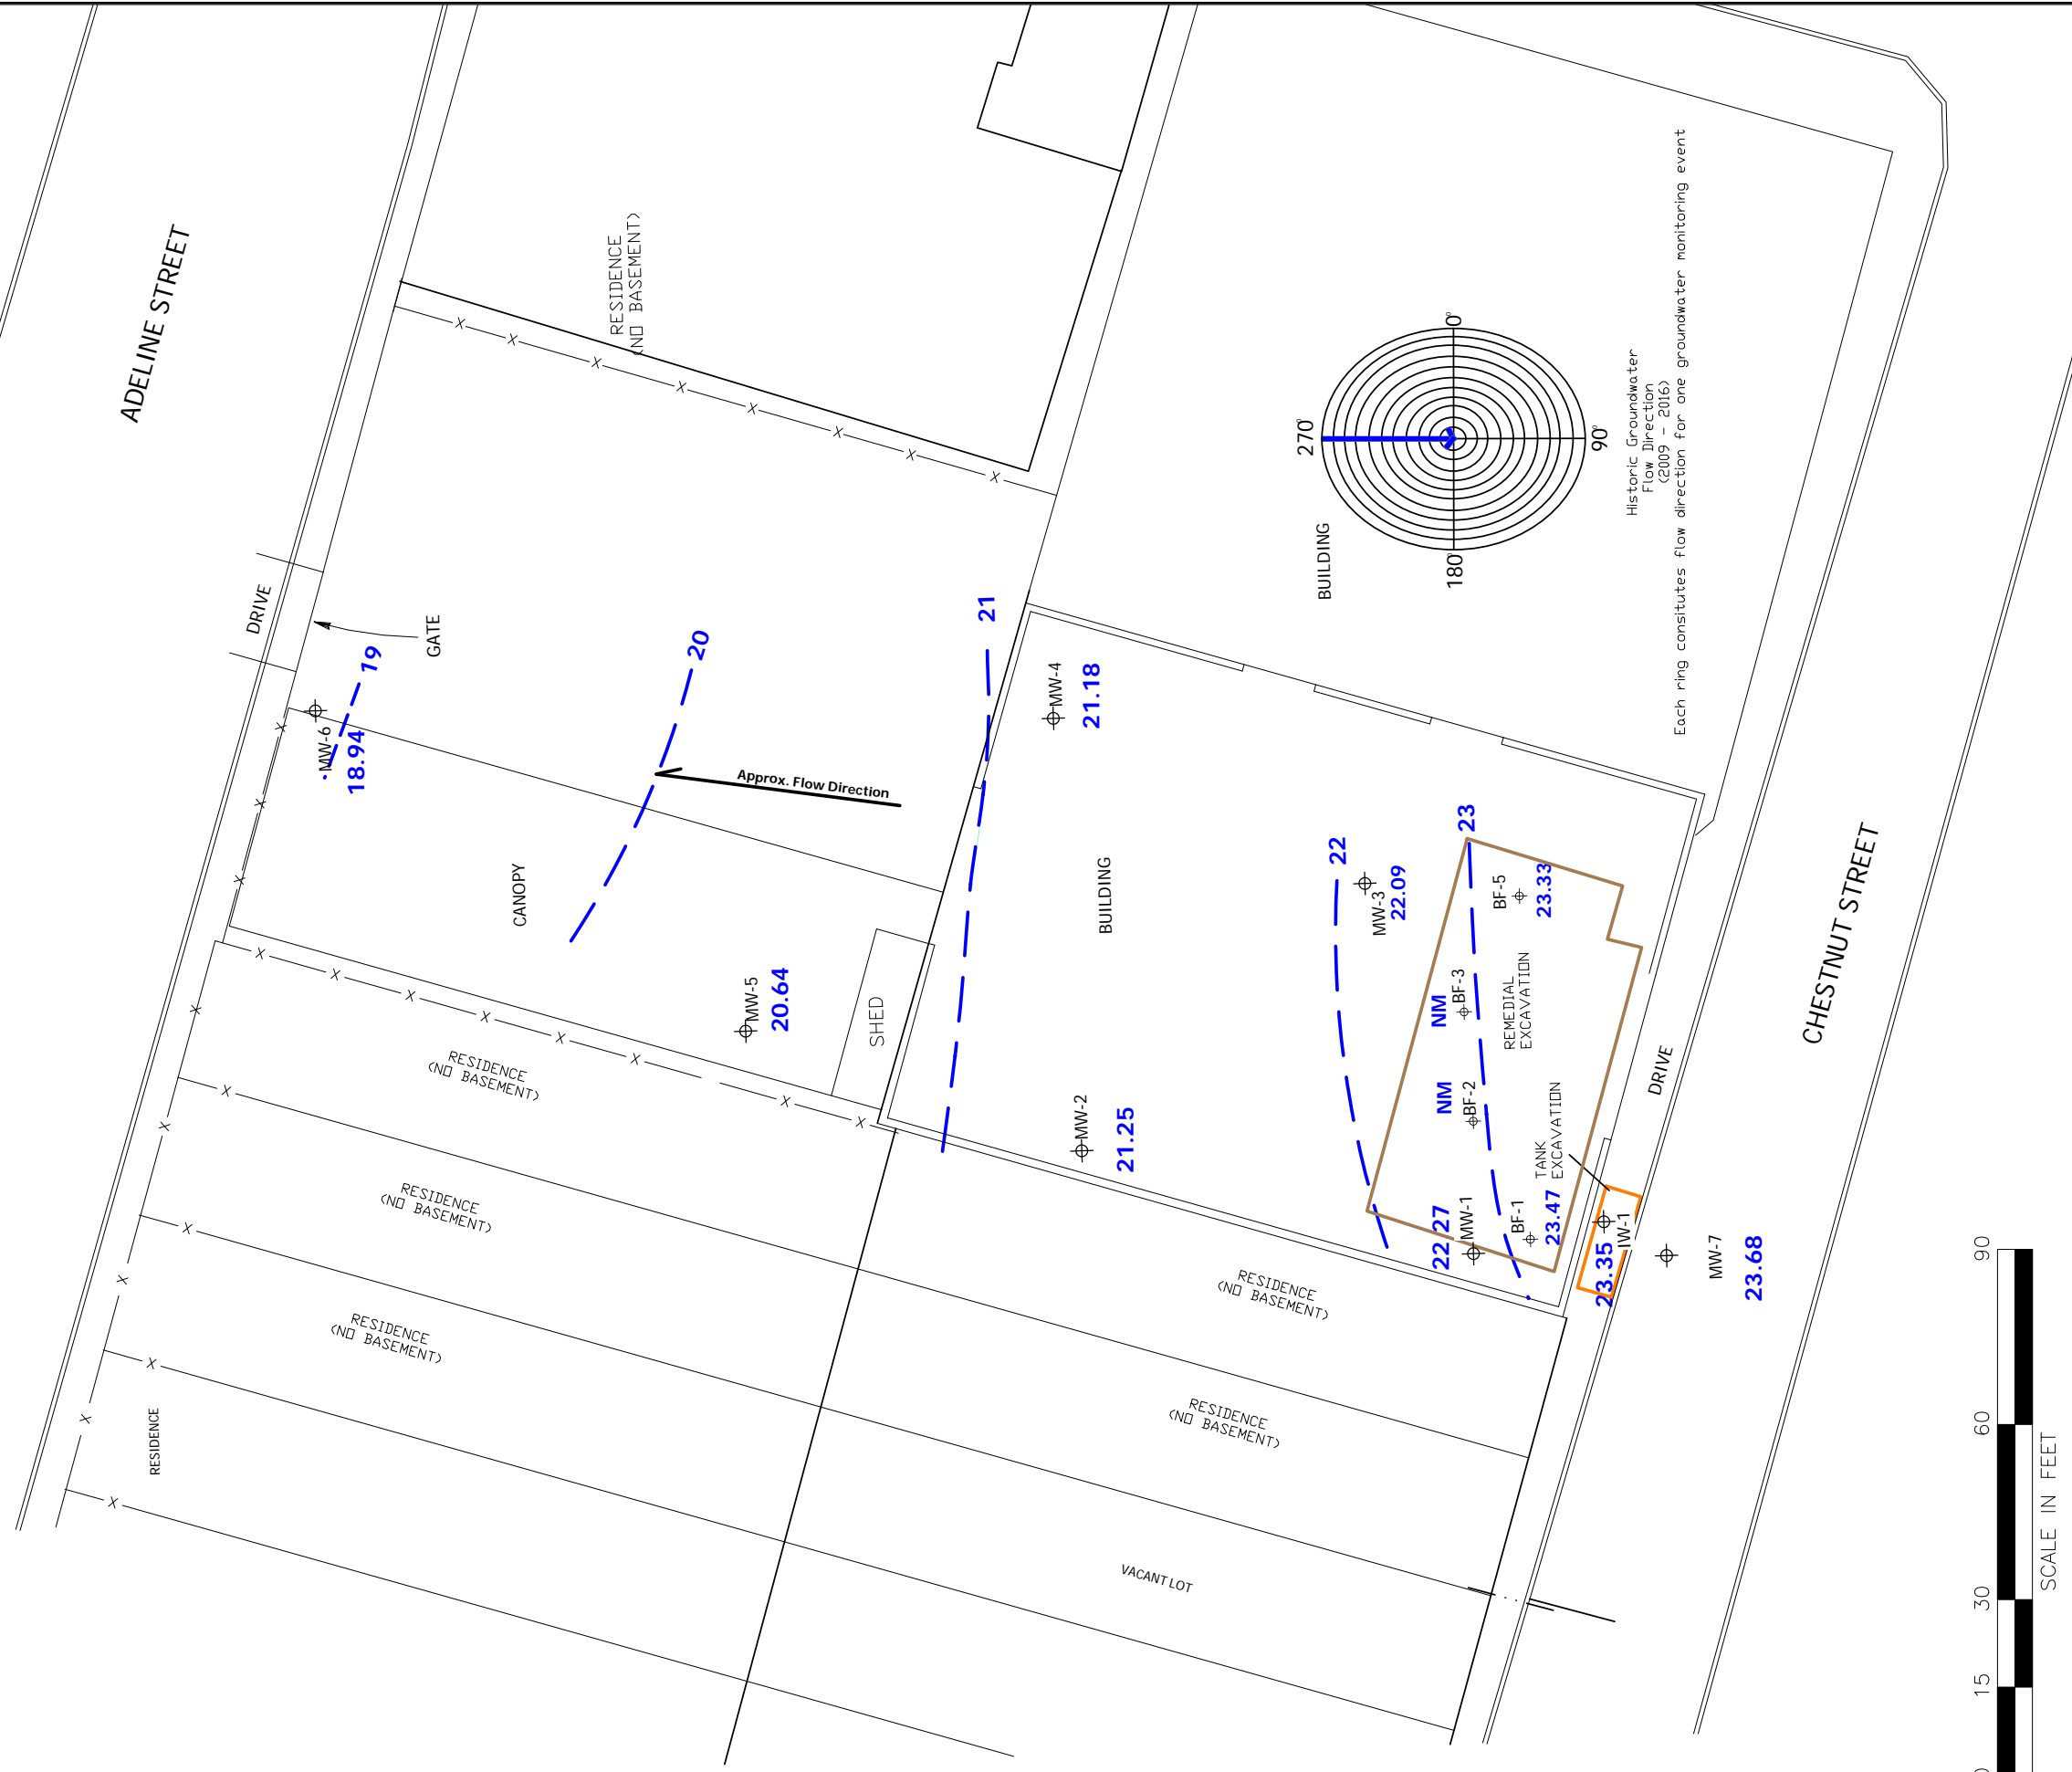 ADELINE STREET
RESIDENCE
(NO BASEMENT)
DRIVE
GATE
19
20
21
MW-6
18.94
Approx. Flow Direction
MW-4
21.18
CANOPY
BUILDING
SHED
MW-5
20.64
MW-2
21.25
0°
270°
90°
180°
BUILDING
Historic Groundwater
Flow Direction
(2009 - 2016)
Each ring consitutes flow direction for one groundwater monitoring event
22
23
MW-3
22.09
BF-5
23.33
NM
BF-3
REMEDIAL
EXCAVATION
NM
BF-2
TANK
EXCAVATION
DRIVE
CHESTNUT STREET
22 27
MW-1
BF-1
23.47
23.35
IW-1
MW-7
23.68
RESIDENCE
(NO BASEMENT)
RESIDENCE
(NO BASEMENT)
RESIDENCE
(NO BASEMENT)
RESIDENCE
RESIDENCE
(NO BASEMENT)
RESIDENCE
(NO BASEMENT)
VACANT LOT
90
60
30
15
SCALE IN FEET